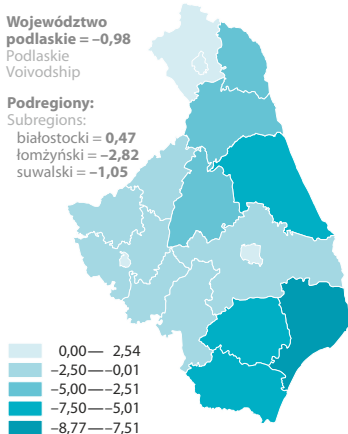 Województwo
podlaskie = –0,98
Podlaskie
Voivodship
Podregiony:
Subregions:
białostocki = 0,47
łomżyński = –2,82
suwalski = –1,05
0,00— 2,54
–2,50—–0,01
–5,00—–2,51
–7,50—–5,01
–8,77—–7,51